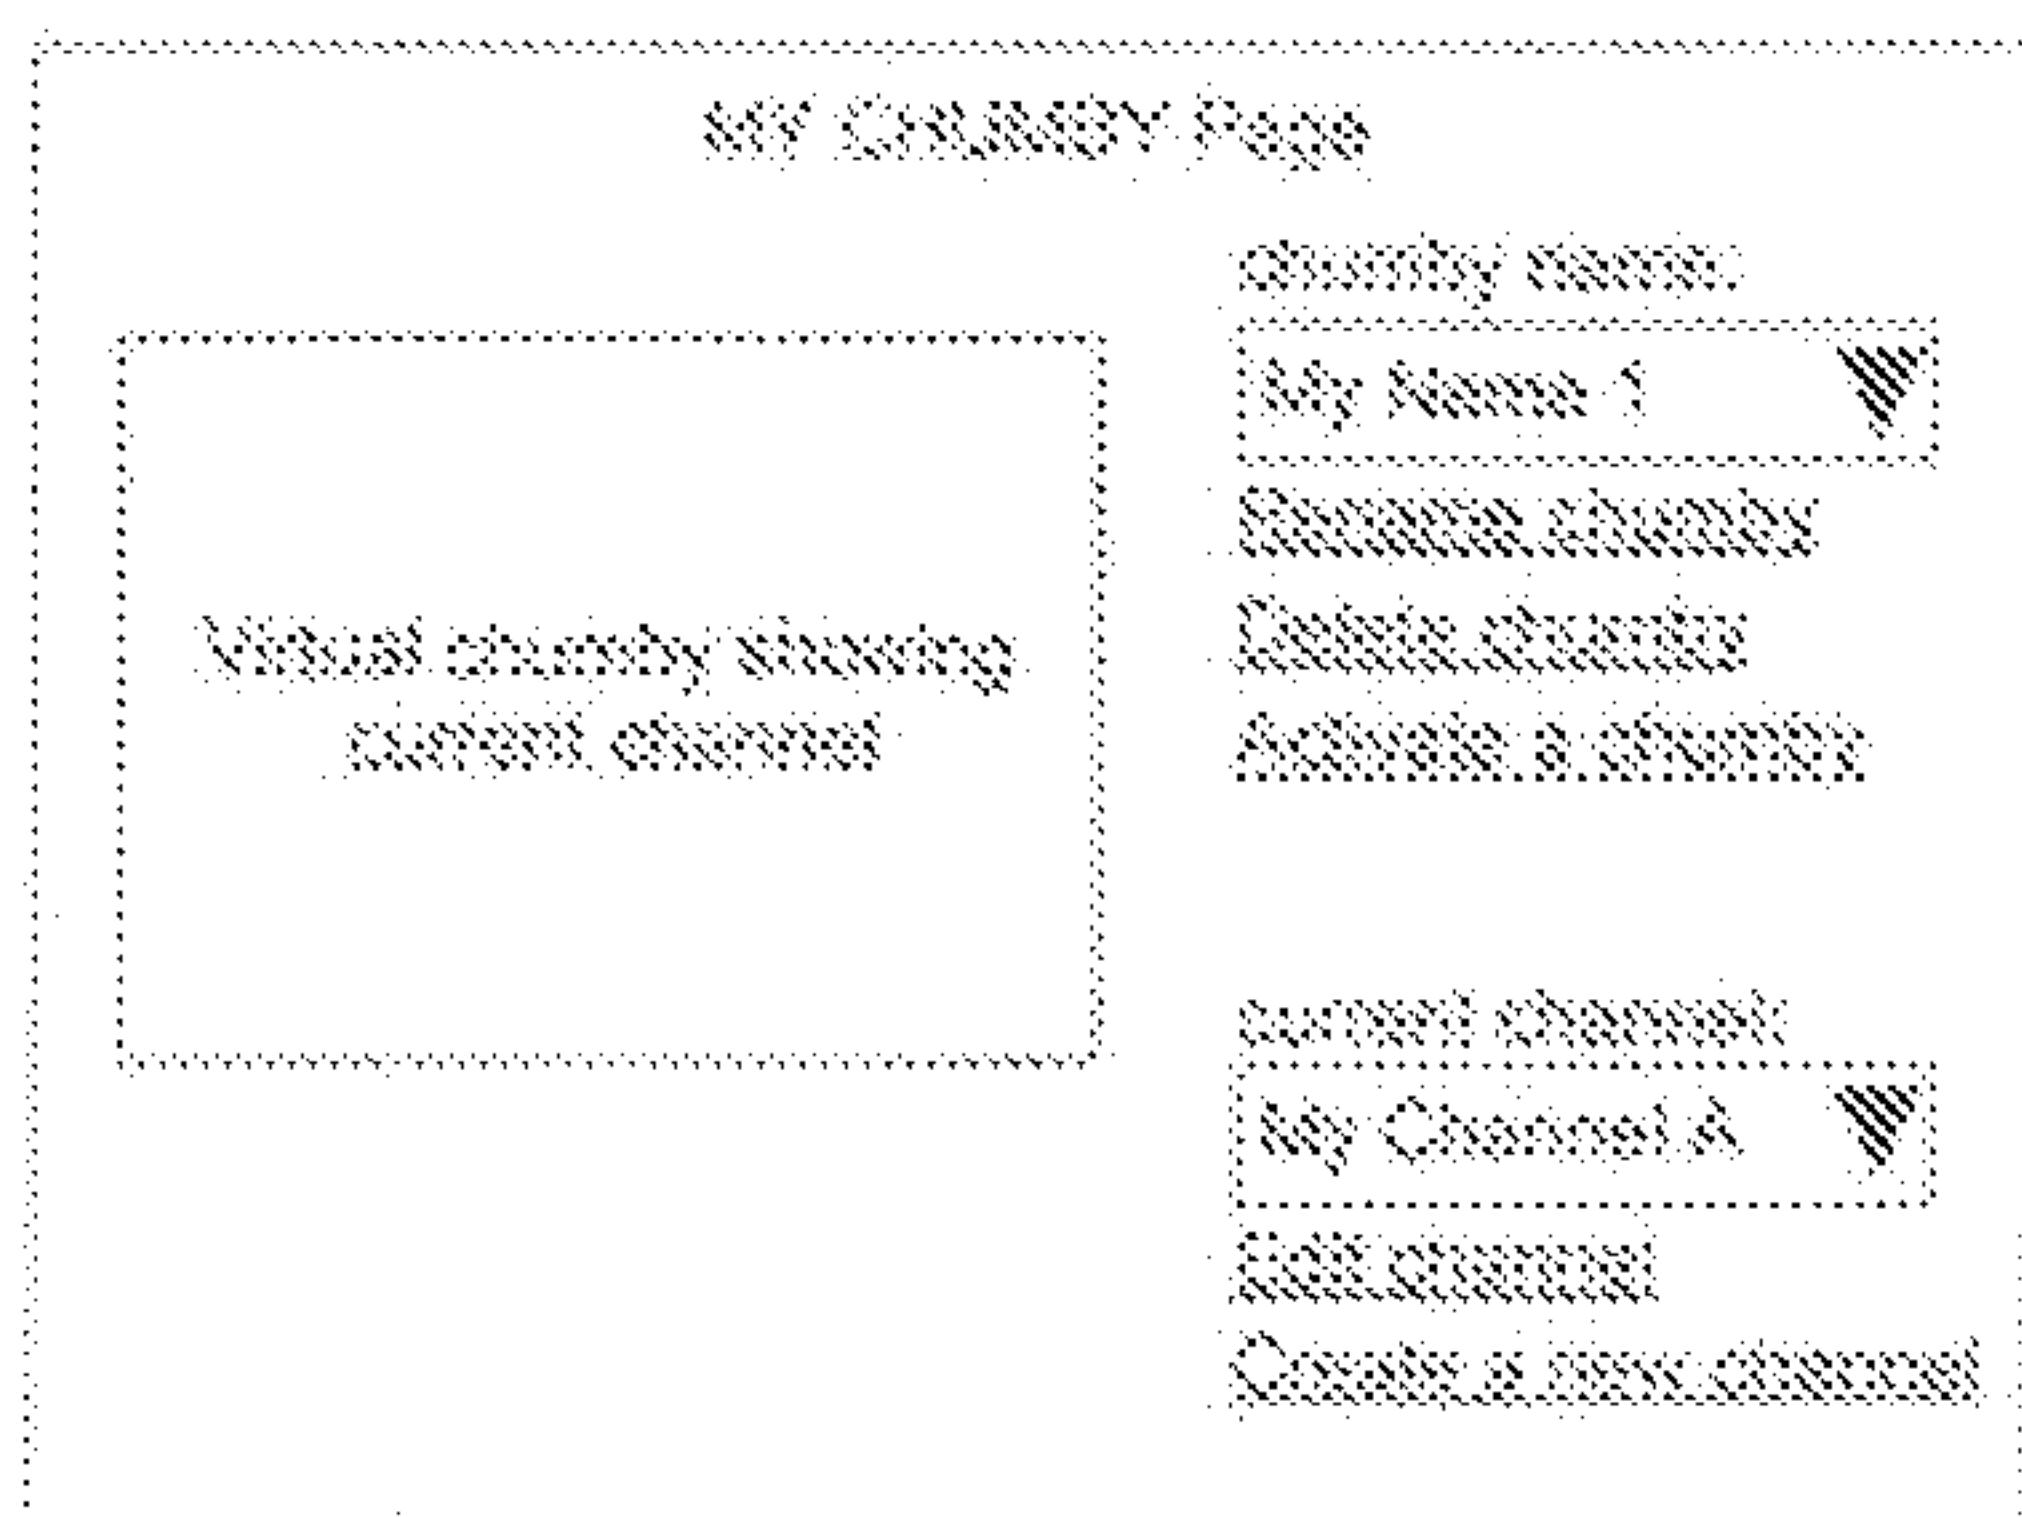 MY CHUMBY Page
chumby name:
My Name 1
Rename chumby
Delete chumby
Activate a chumby
Virtual chumby showing
current channel
current channel:
My Channel A
Edit channel
Create a new channel